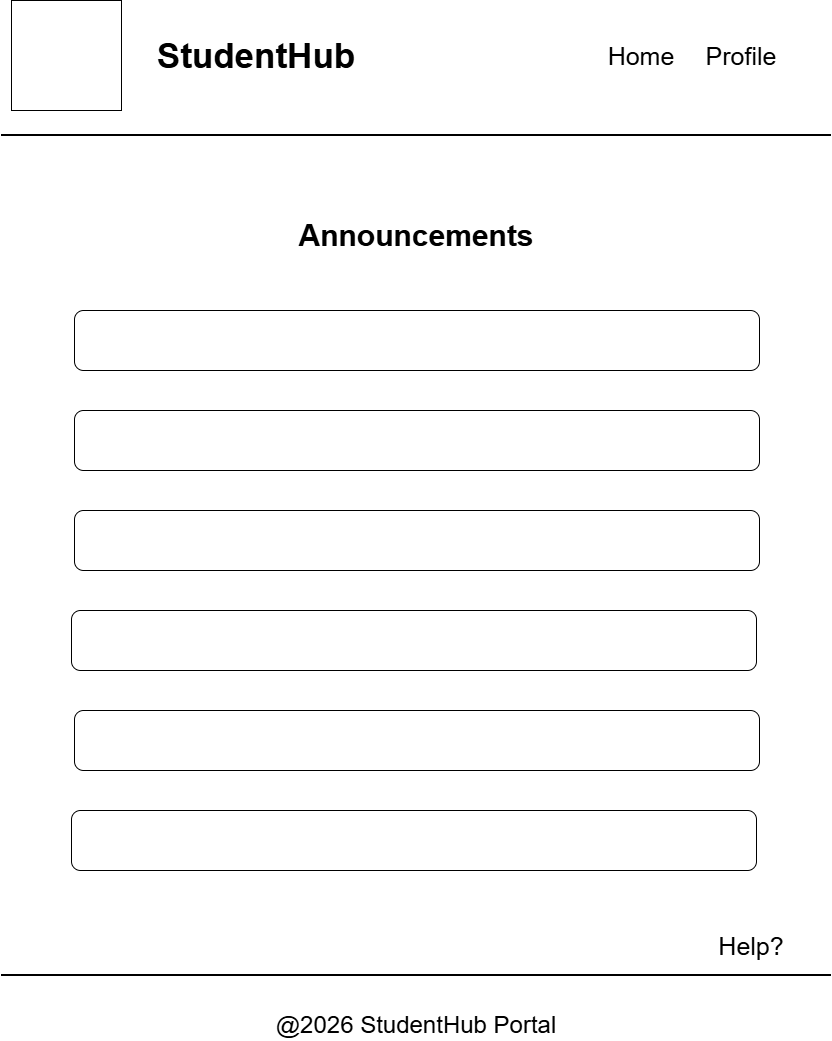 StudentHub Home Profile
Announcements
Help?
@2026 StudentHub Portal